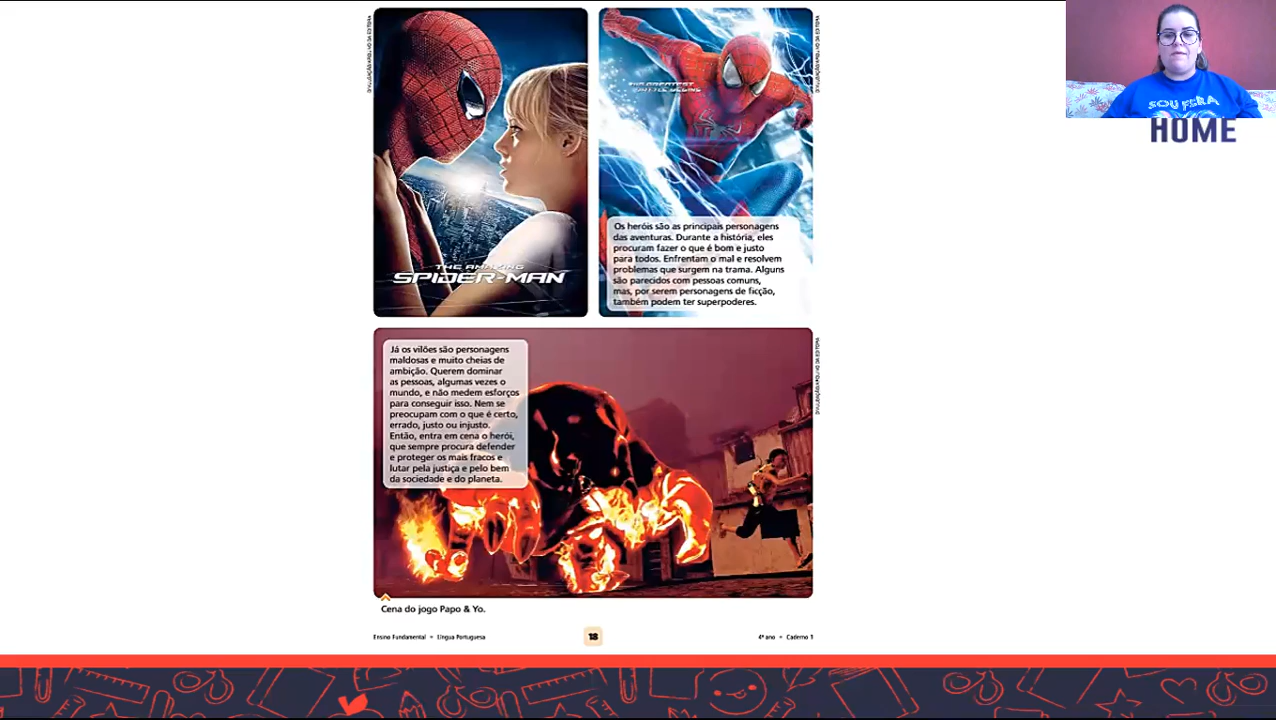 THE AMAZING
SPIDER-MAN
Os heróis são as principais personagens
das aventuras. Durante a história, eles
procuram fazer o que é bom e justo
para todos. Enfrentam o mal e resolvem
problemas que surgem na trama. Alguns
são parecidos com pessoas comuns,
mas, por serem personagens de ficção,
também podem ter superpoderes.
Já os vilões são personagens
maldosas e muito cheias de
ambição. Querem dominar
as pessoas, algumas vezes o
mundo, e não medem esforços
para conseguir isso. Nem se
preocupam com o que é certo,
errado, justo ou injusto.
Então, entra em cena o herói,
que sempre procura defender
e proteger os mais fracos e
lutar pela justiça e pelo bem
da sociedade e do planeta.
Cena do jogo Papo & Yo.
Ensino Fundamental • Língua Portuguesa
18
4º ano • Caderno 1
SOU FERA
HOME